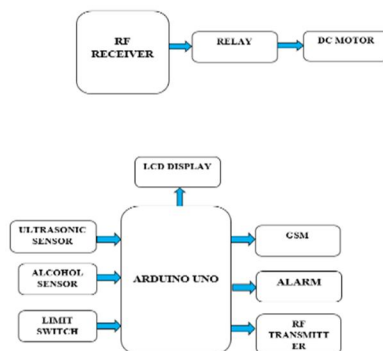 RF
RECEIVER
RELAY
DC MOTOR
LCD DISPLAY
ULTRASONIC
SENSOR
ALCOHOL
SENSOR
LIMIT
SWITCH
ARDUINO UNO
GSM
ALARM
RF
TRANSMITT
ER